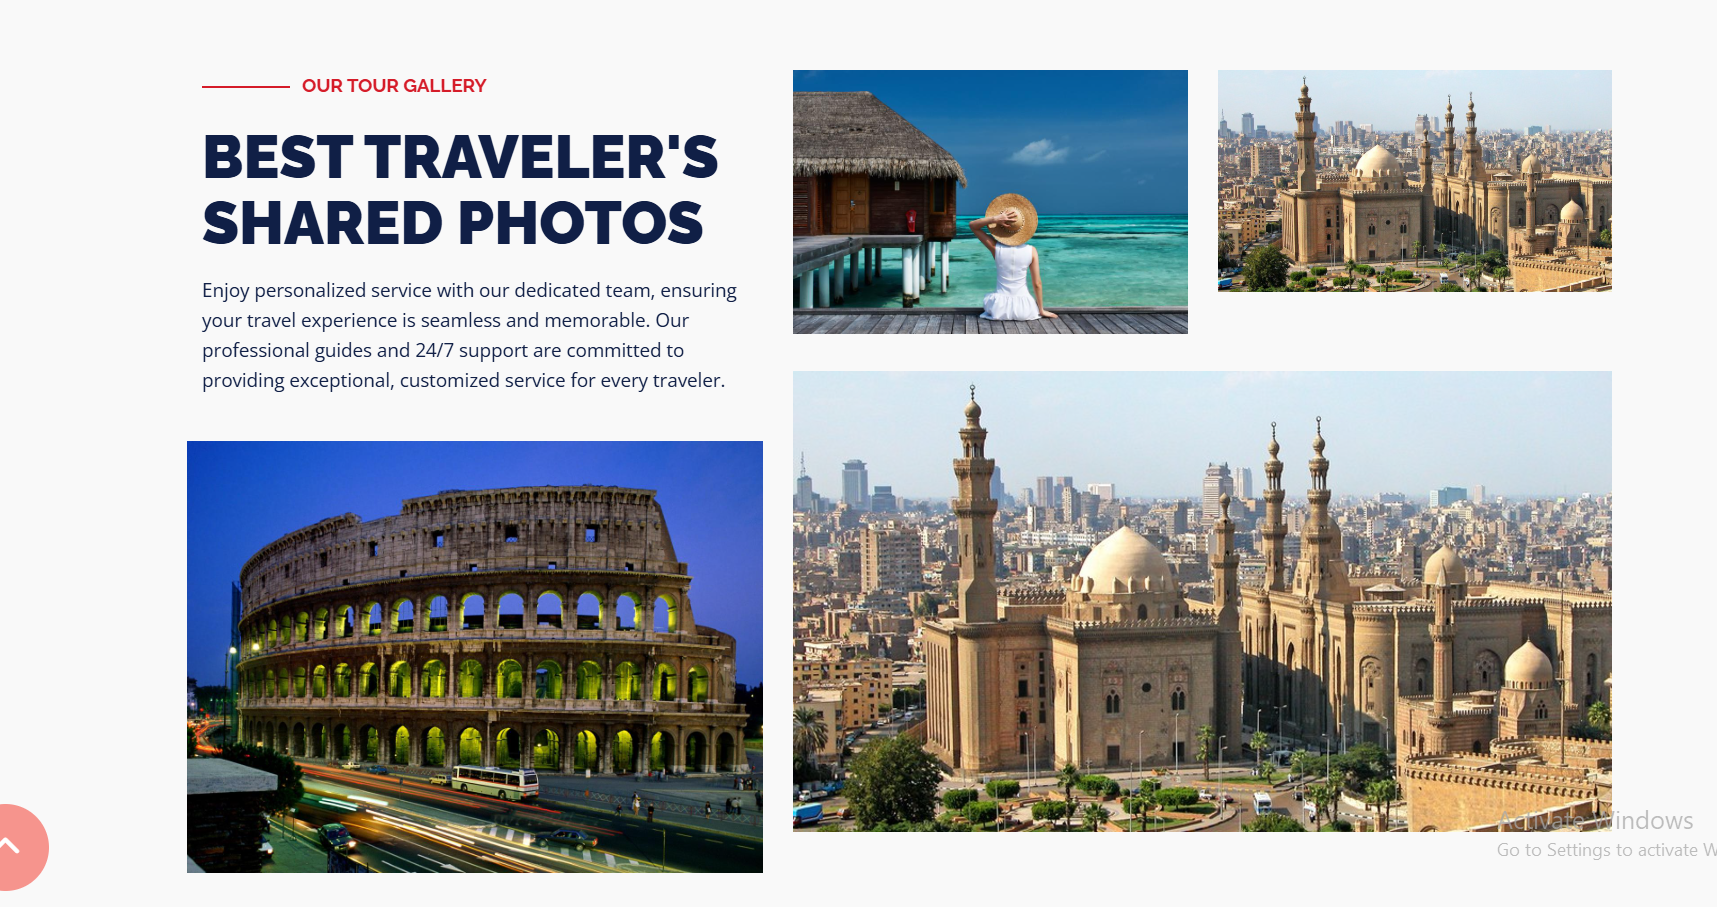 OUR TOUR GALLERY
BEST TRAVELER'S
SHARED PHOTOS
Enjoy personalized service with our dedicated team, ensuring
your travel experience is seamless and memorable. Our
professional guides and 24/7 support are committed to
providing exceptional, customized service for every traveler.
Activate Windows
Go to Settings to activate W